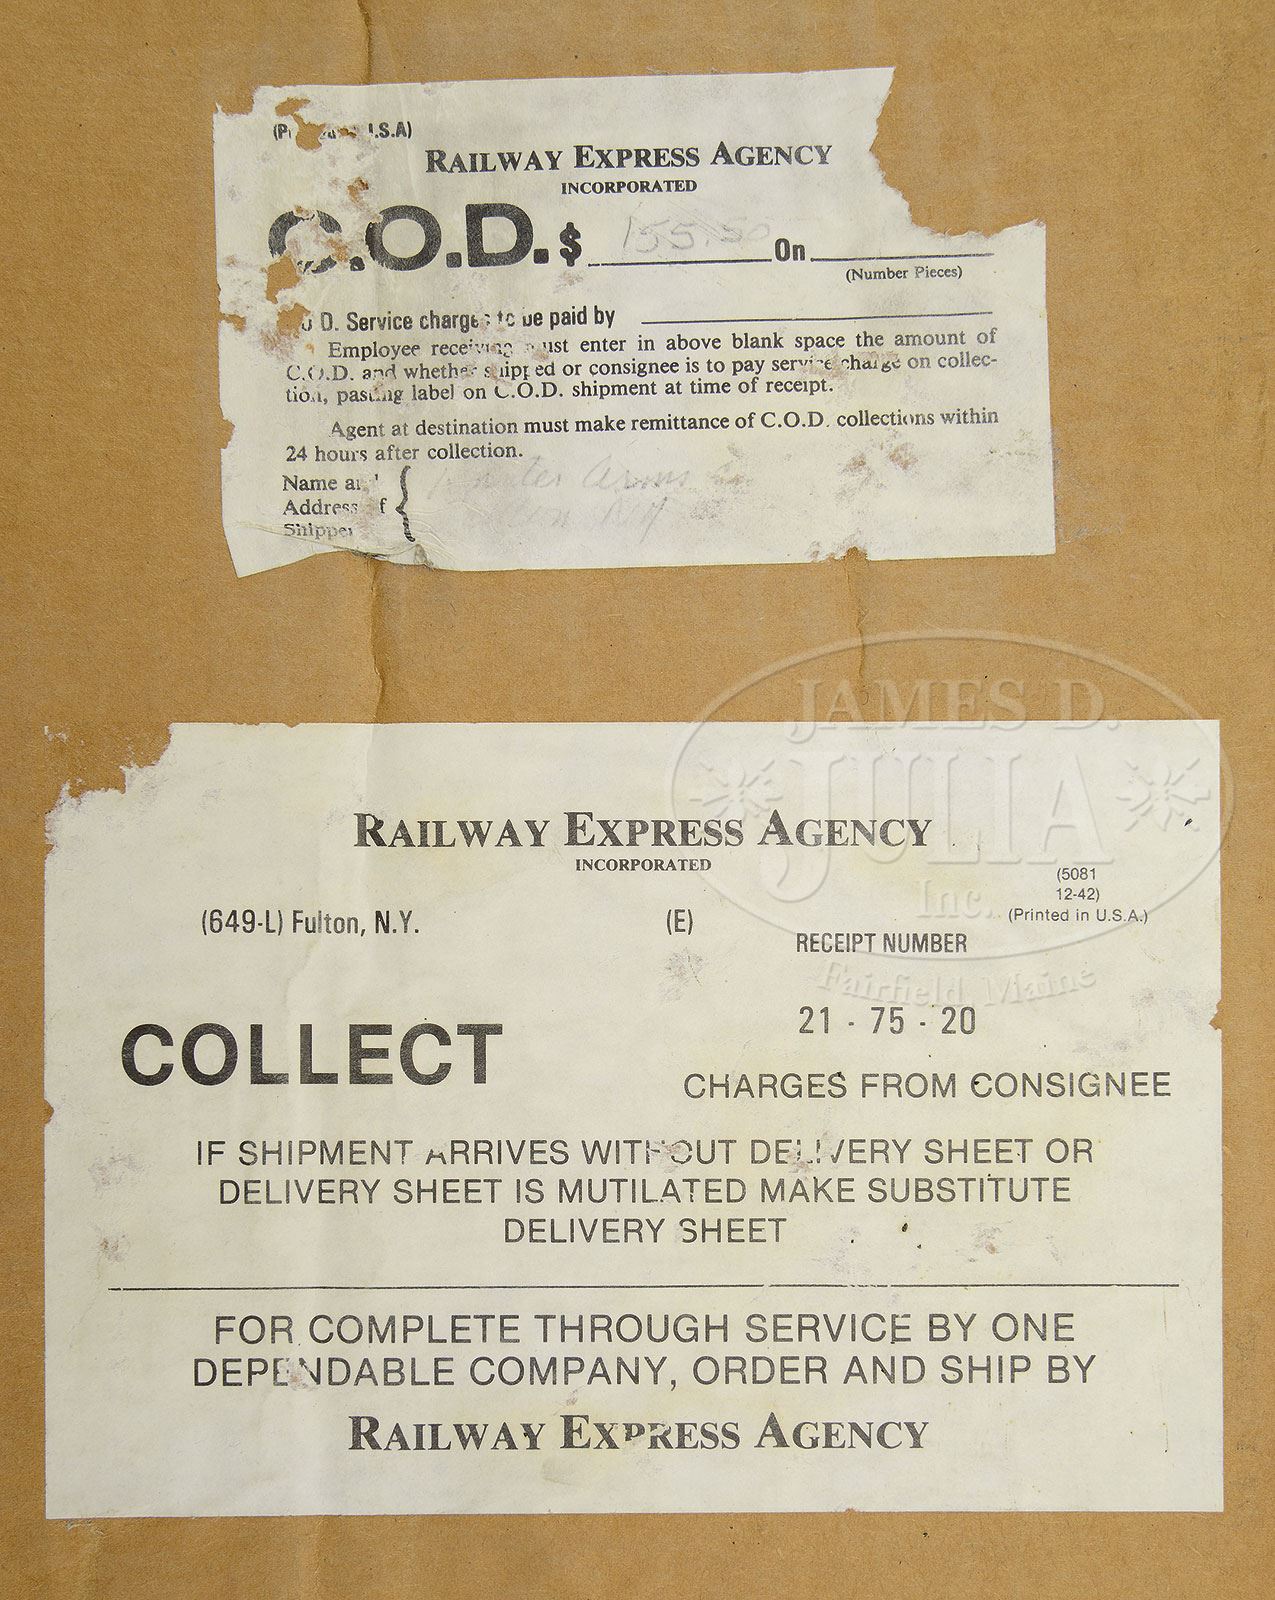 I.S.A)
RAILWAY EXPRESS AGENCY
INCORPORATED
C.O.D. $ 155.20 On
(Number Pieces)
D. Service charges to be paid by
Employee receiving must enter in above blank space the amount of
C.O.D. and whether shipped or consignee is to pay service charge on collec-
tion, pasting label on C.O.D. shipment at time of receipt.
Agent at destination must make remittance of C.O.D. collections within
24 hours after collection.
Name and
Address of
Shipper
Arms
JAMES D.
JULIA
Inc.
Fairfield, Maine
RAILWAY EXPRESS AGENCY
INCORPORATED
(5081
12-42)
(Printed in U.S.A.)
(649-L) Fulton, N.Y. (E)
RECEIPT NUMBER
21 - 75 - 20
COLLECT
CHARGES FROM CONSIGNEE
IF SHIPMENT ARRIVES WITHOUT DELIVERY SHEET OR
DELIVERY SHEET IS MUTILATED MAKE SUBSTITUTE
DELIVERY SHEET
FOR COMPLETE THROUGH SERVICE BY ONE
DEPENDABLE COMPANY, ORDER AND SHIP BY
RAILWAY EXPRESS AGENCY